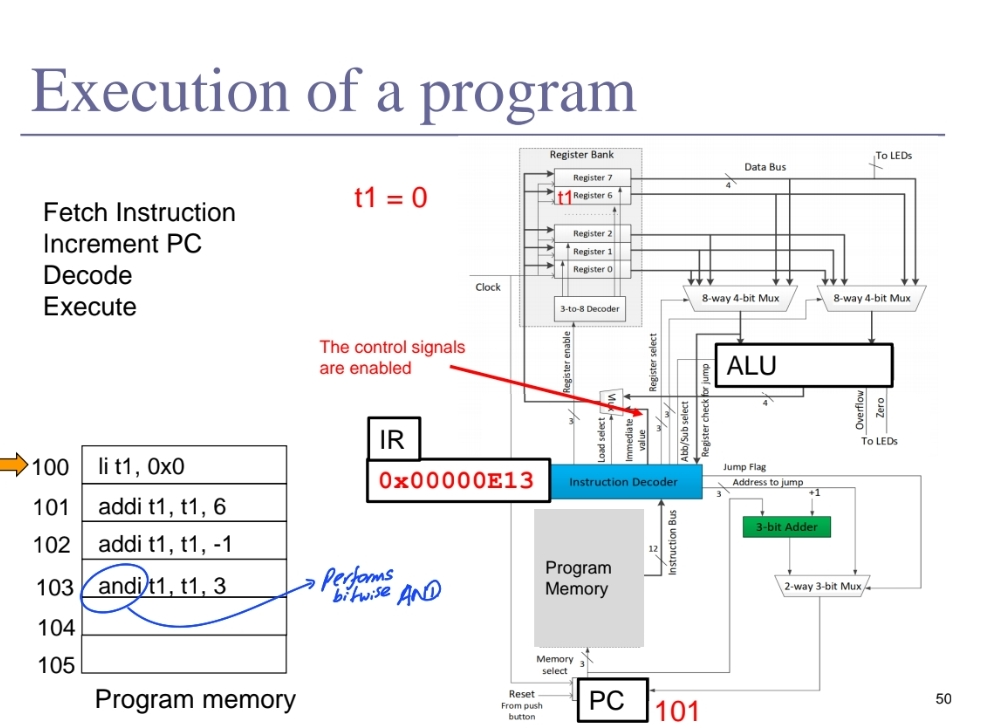 Execution of a program
Fetch Instruction
Increment PC
Decode
Execute
t1 = 0
The control signals
are enabled
Register Bank
Register 7
t1
Register 6
Register 2
Register 1
Register 0
3-to-8 Decoder
Clock
Data Bus
4
To LEDs
8-way 4-bit Mux
8-way 4-bit Mux
ALU
4
Overflow
Zero
To LEDs
Register enable
3
Mux
Load select
Immediate
value
Register select
3
3
Abb/Sub select
Register check for jump
IR
0x00000E13
Instruction Decoder
Jump Flag
3
Address to jump
+1
3-bit Adder
2-way 3-bit Mux
12
Instruction Bus
Program
Memory
Memory
select
3
Reset
From push
button
PC
101
100 li t1, 0x0
101 addi t1, t1, 6
102 addi t1, t1, -1
103 andi t1, t1, 3
104
105
Performs
bitwise AND
Program memory
50